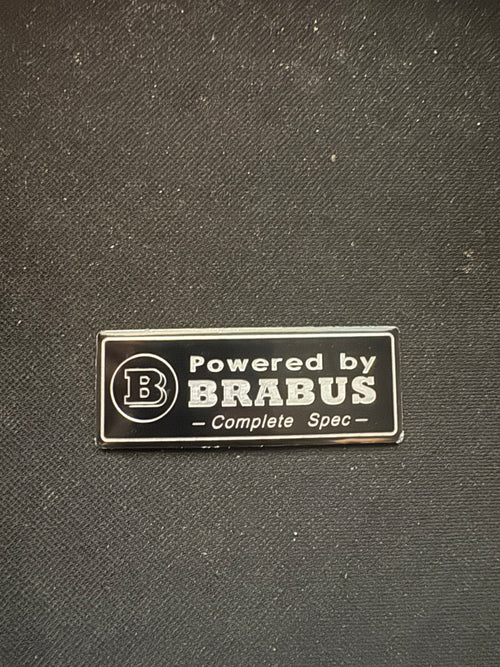 B
Powered by
BRABUS
— Complete Spec —